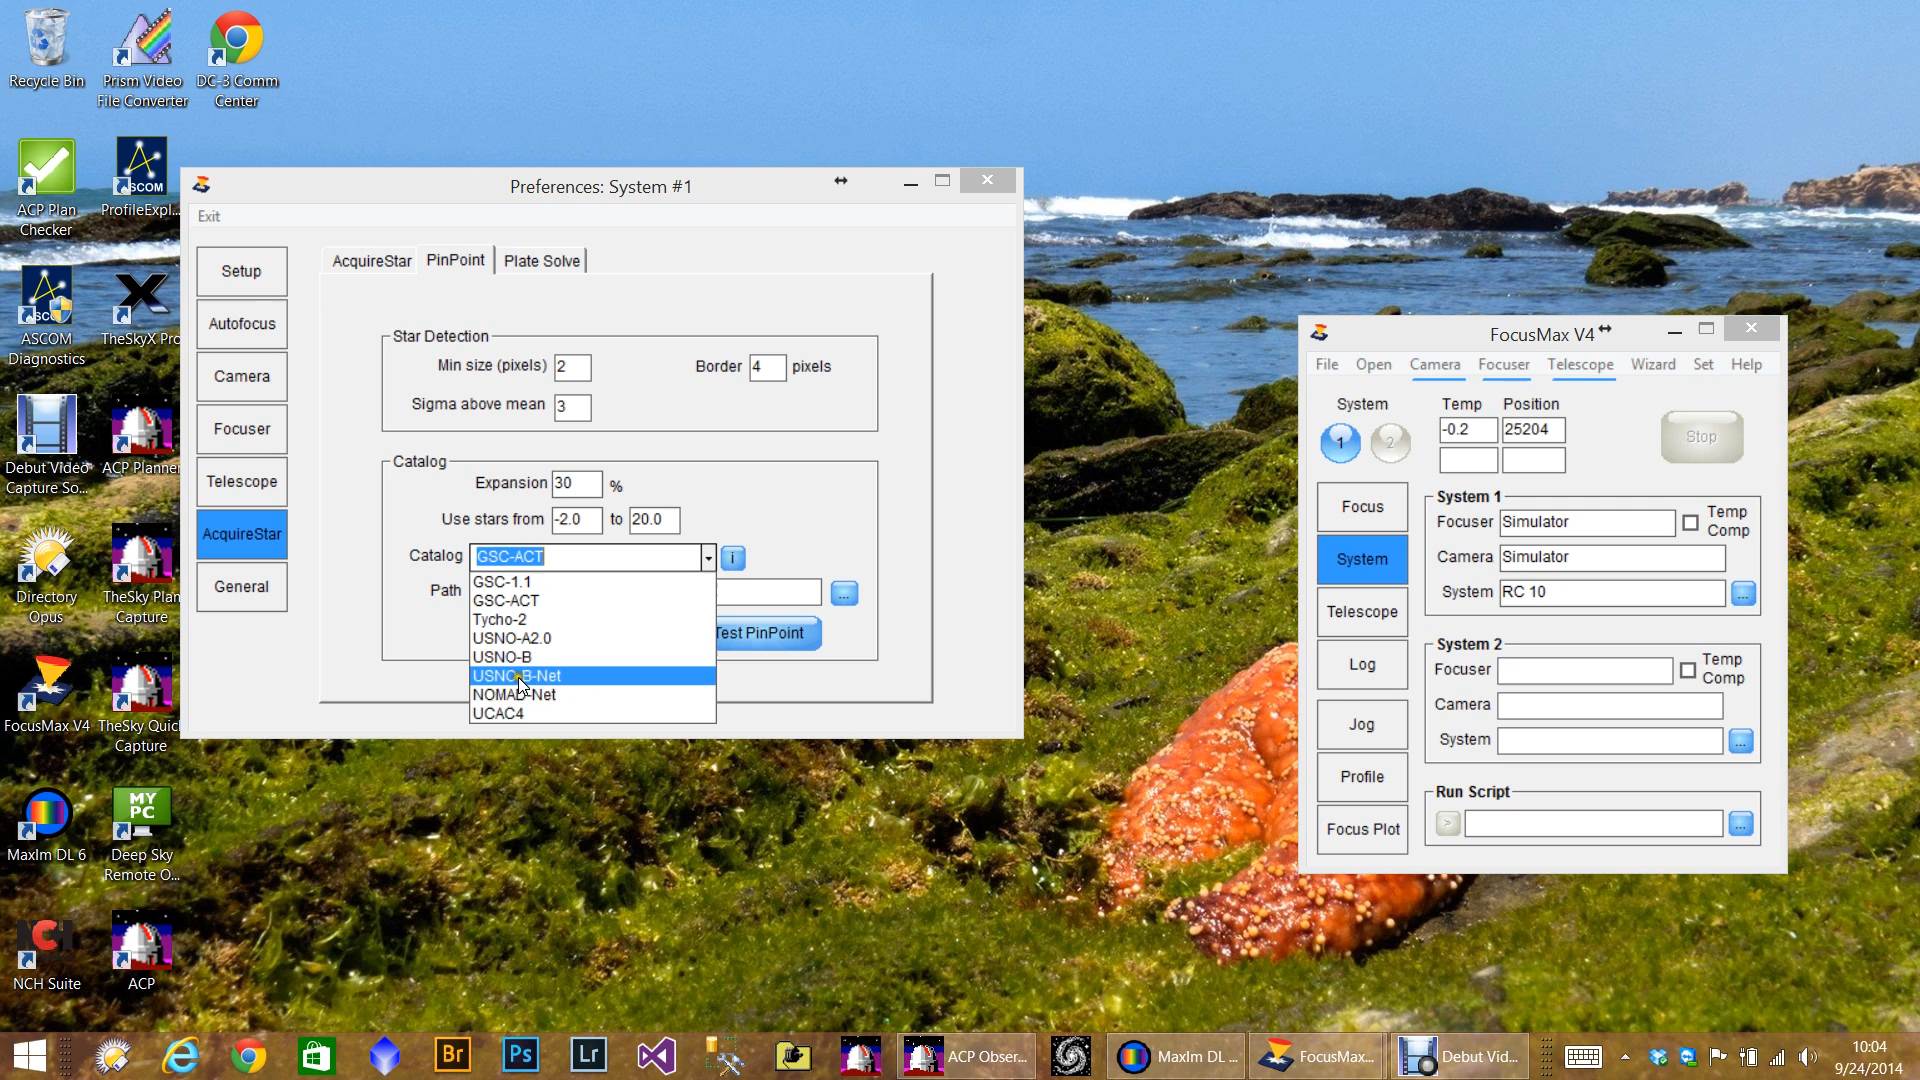 Recycle Bin
Prism Video File Converter
DC-3 Comm Center
ACP Plan Checker
ProfileExpl...
ASCOM
ASCOM Diagnostics
TheSkyX Pro
Debut Video Capture So...
ACP Planner
Directory Opus
TheSky Plan Capture
FocusMax V4
TheSky Quic Capture
MaxIm DL 6
MY PC
Deep Sky Remote O...
NCH Suite
ACP
Preferences: System #1
Exit
Setup
Autofocus
Camera
Focuser
Telescope
AcquireStar
General
AcquireStar
PinPoint
Plate Solve
Star Detection
Min size (pixels) 2
Border 4 pixels
Sigma above mean 3
Catalog
Expansion 30 %
Use stars from -2.0 to 20.0
Catalog GSC-ACT
i
Path
...
GSC-1.1
GSC-ACT
Tycho-2
USNO-A2.0
USNO-B
USNO-B-Net
NOMAD-Net
UCAC4
Test PinPoint
FocusMax V4
File Open Camera Focuser Telescope Wizard Set Help
System
1 2
Temp Position
-0.2 25204
Stop
Focus
System
Telescope
Log
Jog
Profile
Focus Plot
System 1
Focuser Simulator
Temp Comp
Camera Simulator
System RC 10
...
System 2
Focuser
Temp Comp
Camera
System
...
Run Script
>
...
Br
Ps
Lr
ACP Obser...
MaxIm DL ...
FocusMax...
Debut Vid...
10:04
9/24/2014